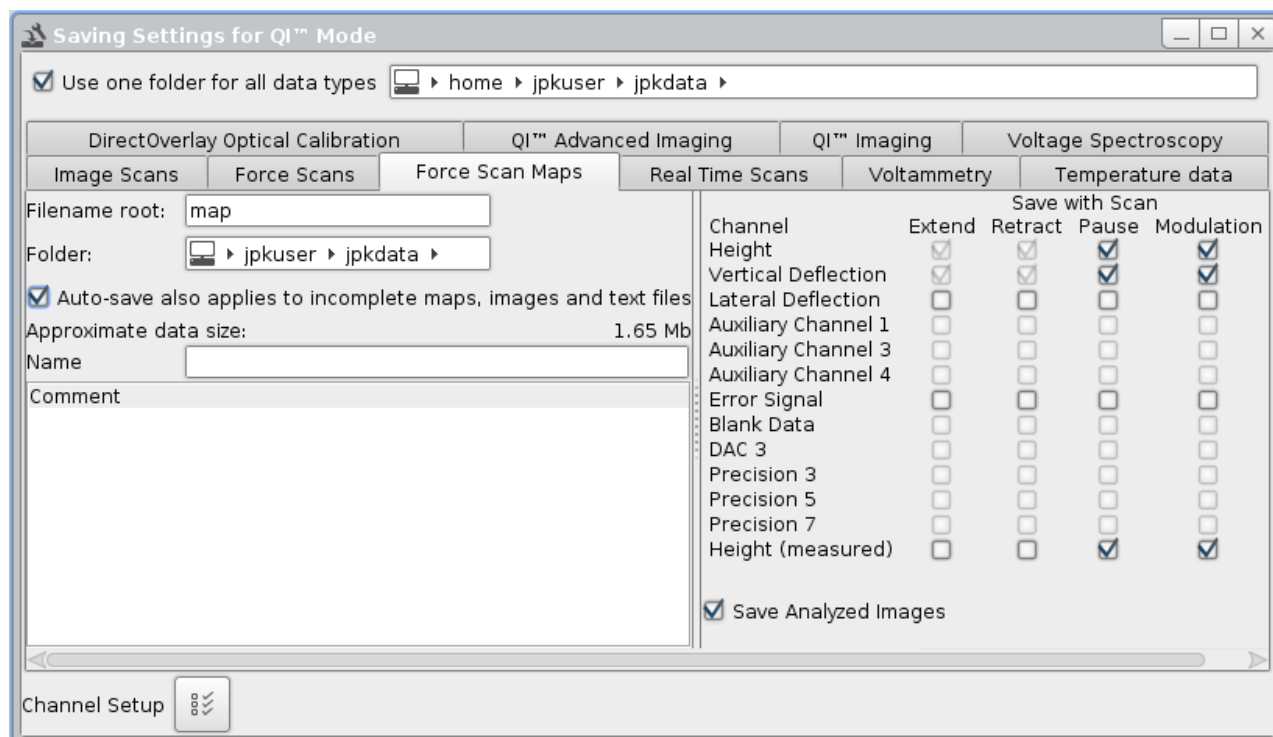 Saving Settings for QI™ Mode
Use one folder for all data types home jpkuser jpkdata
DirectOverlay Optical Calibration QI™ Advanced Imaging QI™ Imaging Voltage Spectroscopy
Image Scans Force Scans Force Scan Maps Real Time Scans Voltammetry Temperature data
Filename root: map
Folder: jpkuser jpkdata
Auto-save also applies to incomplete maps, images and text files
Approximate data size: 1.65 Mb
Name
Comment
Save with Scan
Channel Extend Retract Pause Modulation
Height
Vertical Deflection
Lateral Deflection
Auxiliary Channel 1
Auxiliary Channel 3
Auxiliary Channel 4
Error Signal
Blank Data
DAC 3
Precision 3
Precision 5
Precision 7
Height (measured)
Save Analyzed Images
Channel Setup